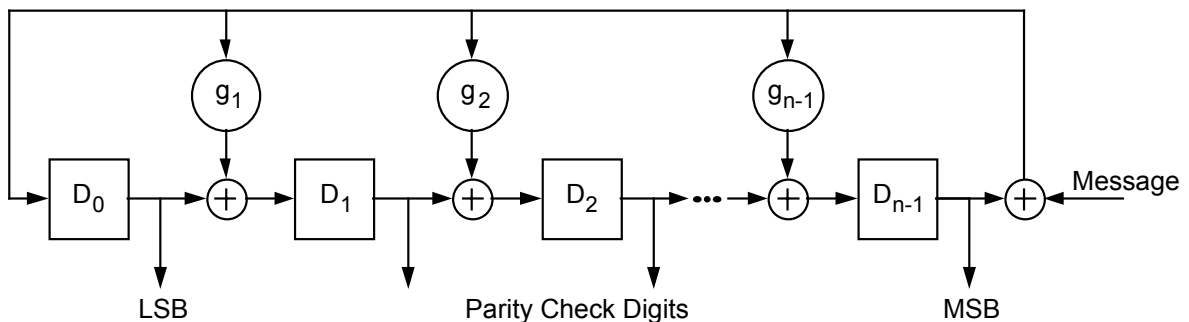 g1
g2
gn-1
D0
D1
D2
•••
Dn-1
Message
LSB
Parity Check Digits
MSB